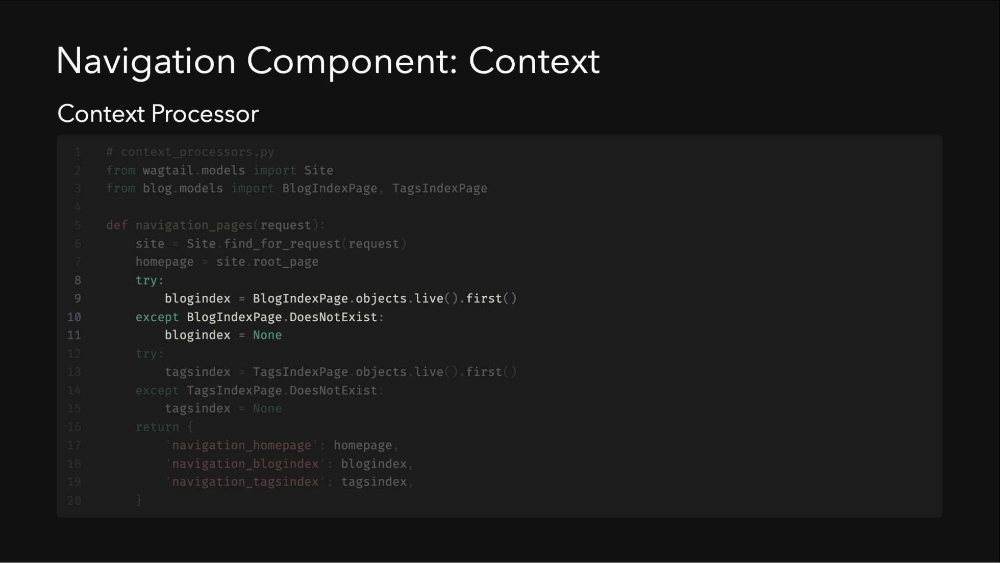 Navigation Component: Context
Context Processor
1 # context_processors.py
2 from wagtail.models import Site
3 from blog.models import BlogIndexPage, TagsIndexPage
4
5 def navigation_pages(request):
6     site = Site.find_for_request(request)
7     homepage = site.root_page
8     try:
9         blogindex = BlogIndexPage.objects.live().first()
10     except BlogIndexPage.DoesNotExist:
11         blogindex = None
12     try:
13         tagsindex = TagsIndexPage.objects.live().first()
14     except TagsIndexPage.DoesNotExist:
15         tagsindex = None
16     return {
17         'navigation_homepage': homepage,
18         'navigation_blogindex': blogindex,
19         'navigation_tagsindex': tagsindex,
20     }